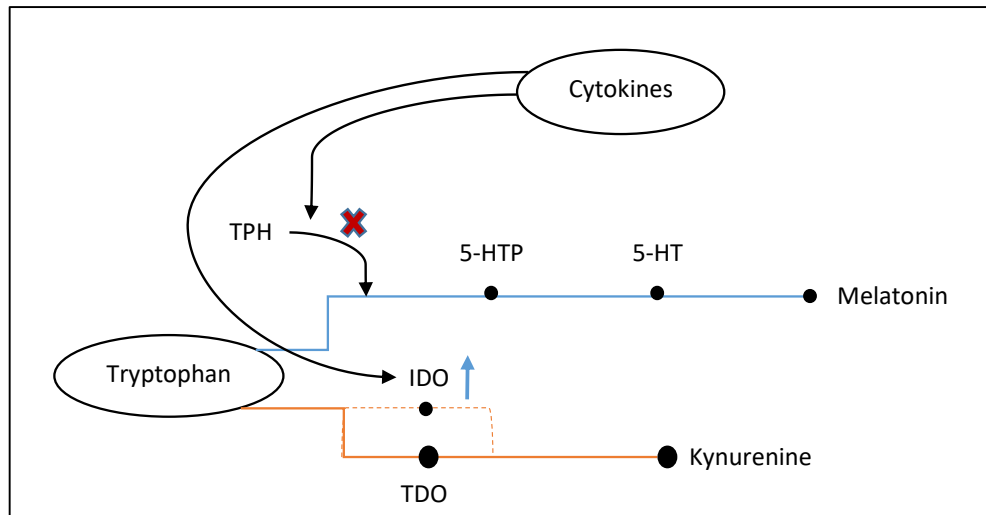 Cytokines
TPH
5-HTP
5-HT
Melatonin
Tryptophan
IDO
Kynurenine
TDO